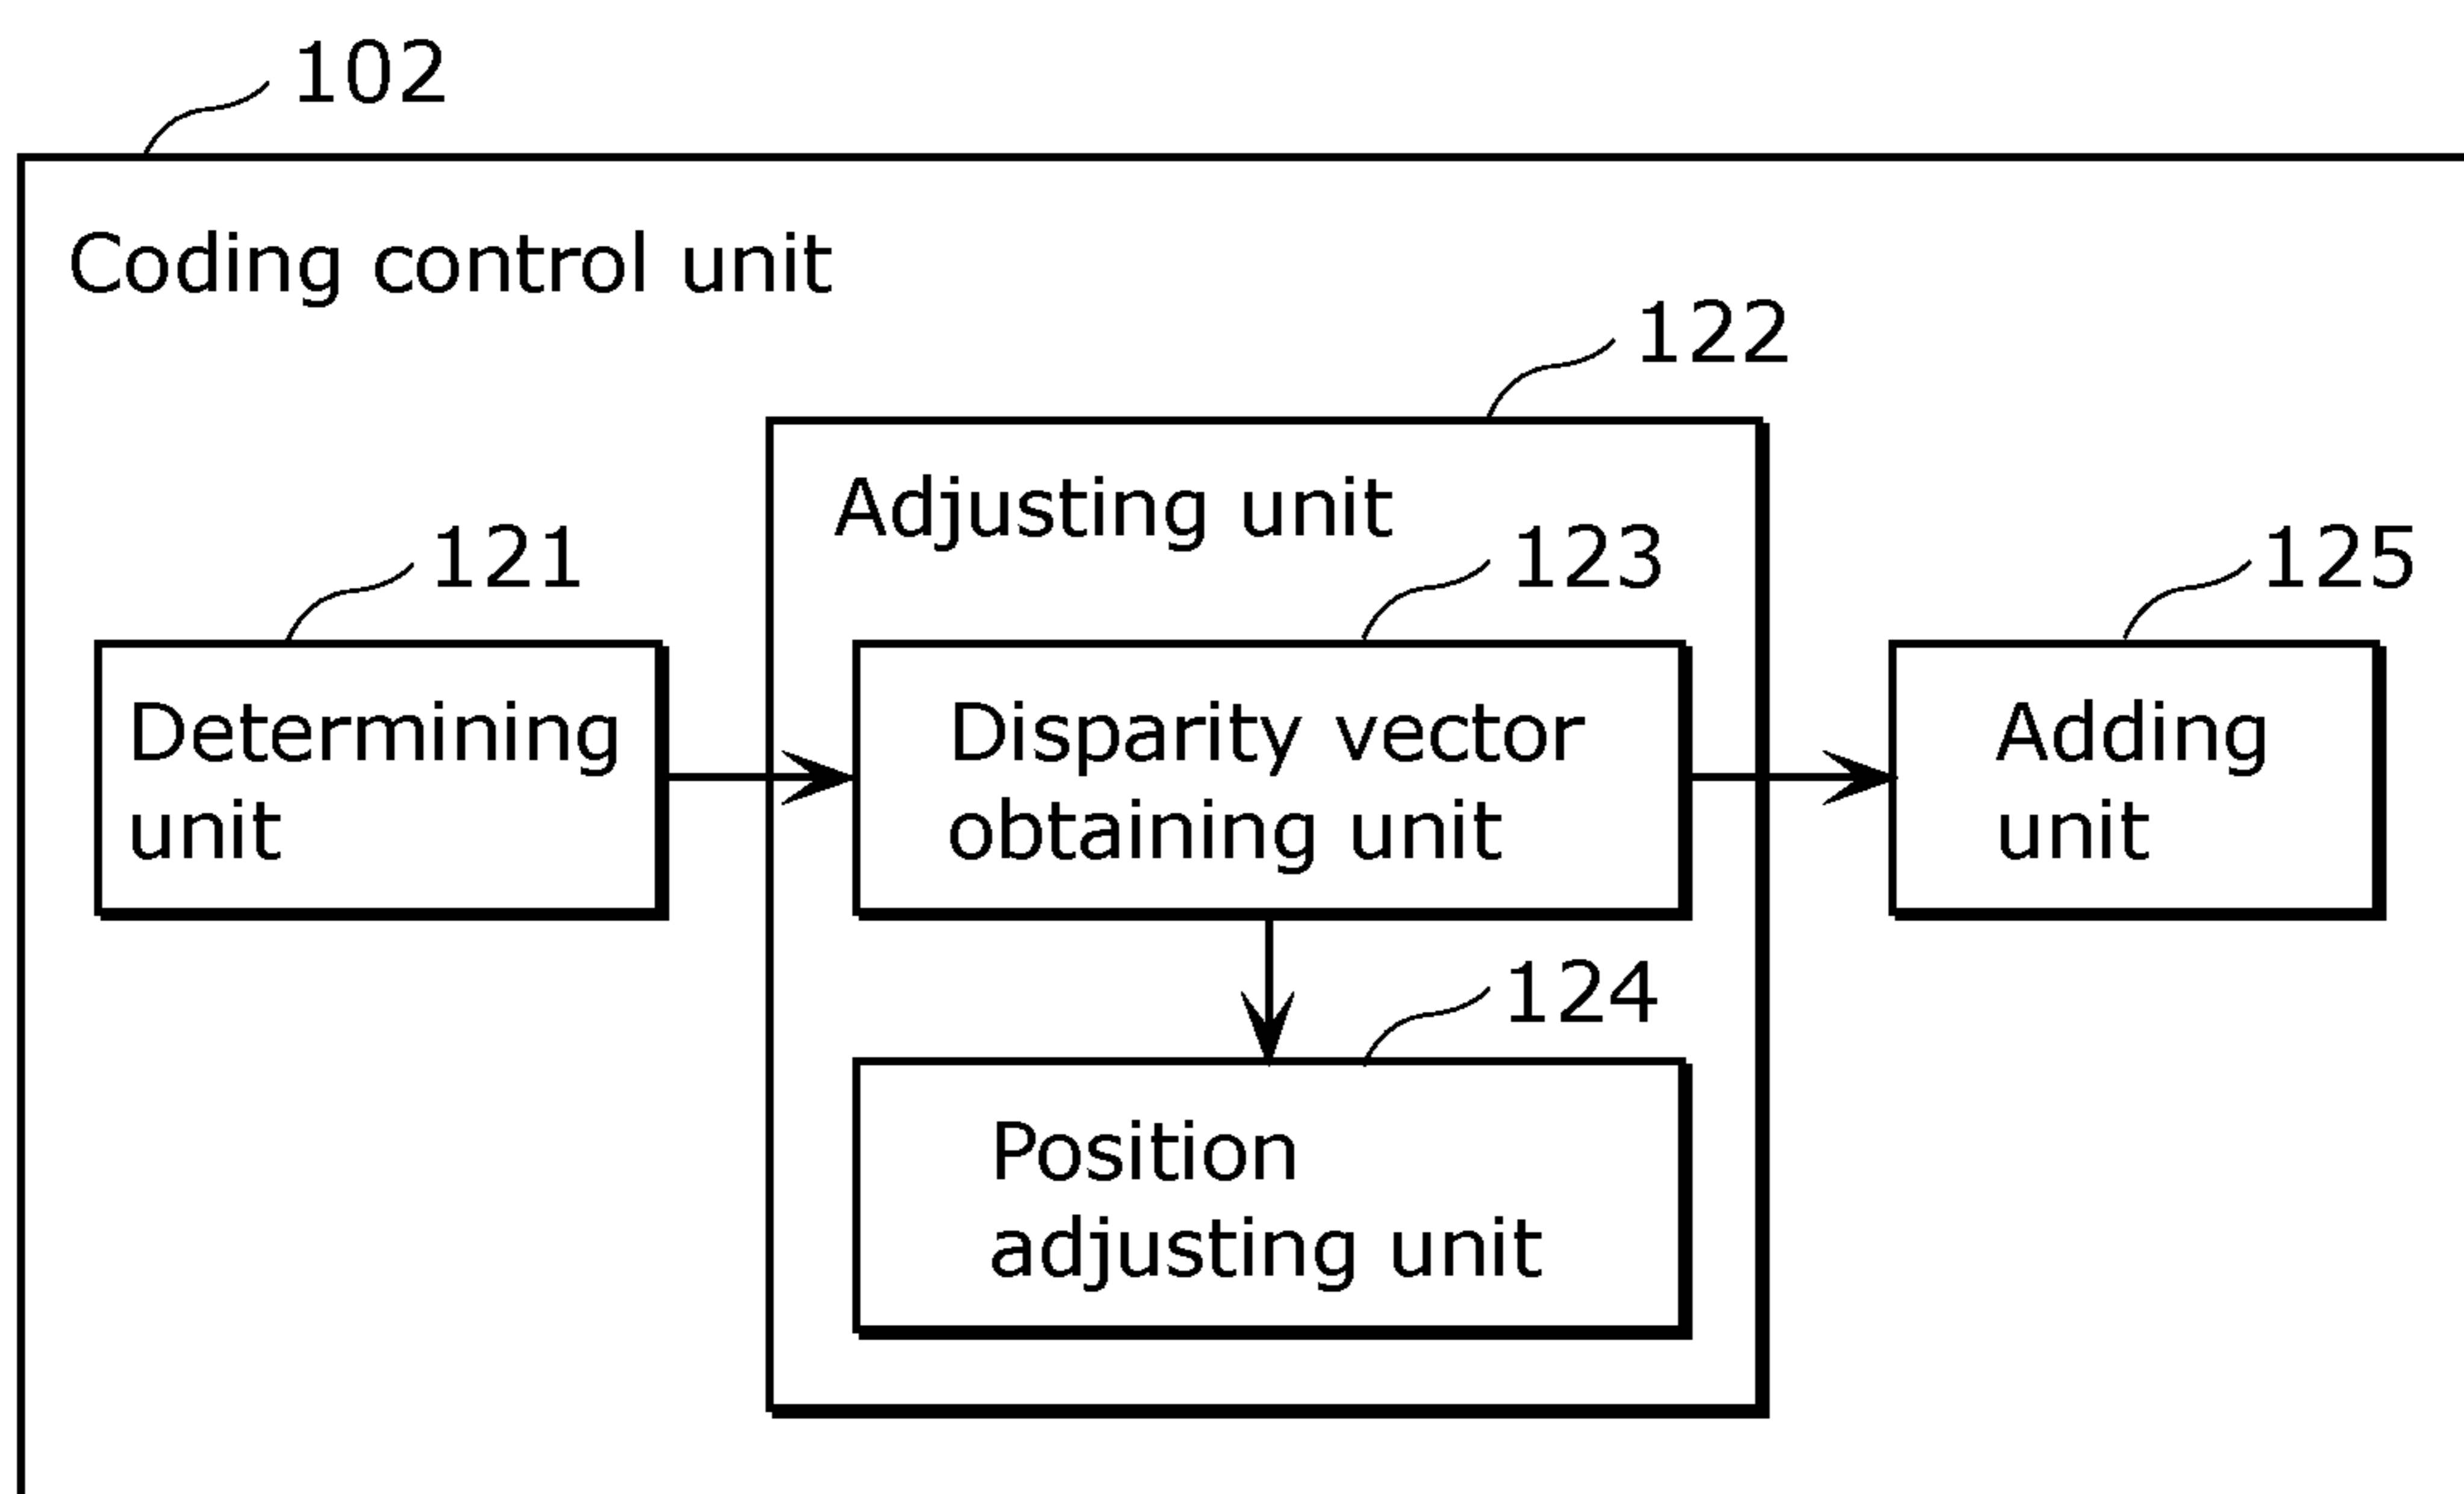 102
Coding control unit
122
Adjusting unit
121
123
125
Determining
unit
Disparity vector
obtaining unit
Adding
unit
124
Position
adjusting unit